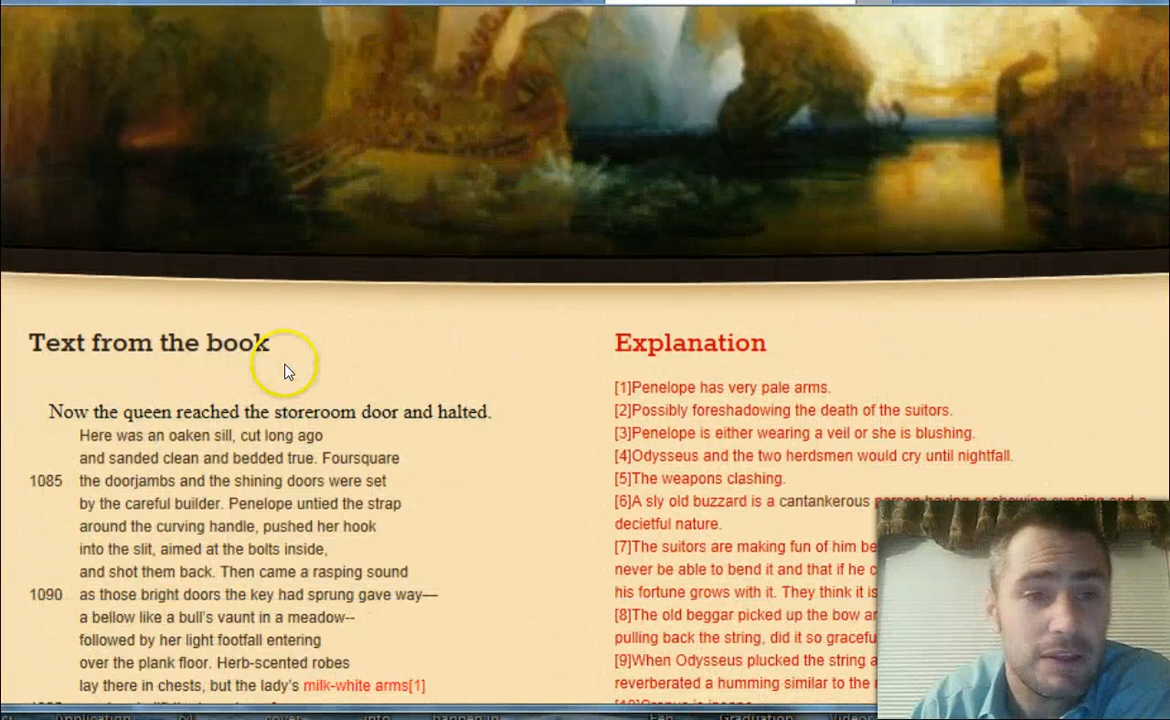 Text from the book
Now the queen reached the storeroom door and halted.
Here was an oaken sill, cut long ago
and sanded clean and bedded true. Foursquare
1085 the doorjambs and the shining doors were set
by the careful builder. Penelope untied the strap
around the curving handle, pushed her hook
into the slit, aimed at the bolts inside,
and shot them back. Then came a rasping sound
1090 as those bright doors the key had sprung gave way—
a bellow like a bull's vaunt in a meadow--
followed by her light footfall entering
over the plank floor. Herb-scented robes
lay there in chests, but the lady's milk-white arms[1]
Explanation
[1]Penelope has very pale arms.
[2]Possibly foreshadowing the death of the suitors.
[3]Penelope is either wearing a veil or she is blushing.
[4]Odysseus and the two herdsmen would cry until nightfall.
[5]The weapons clashing.
[6]A sly old buzzard is a cantankerous person having or showing cunning and a
decietful nature.
[7]The suitors are making fun of him
never be able to bend it and that if he
his fortune grows with it. They think it
[8]The old beggar picked up the bow
pulling back the string, did it so
[9]When Odysseus plucked the string
reverberated a humming similar to the